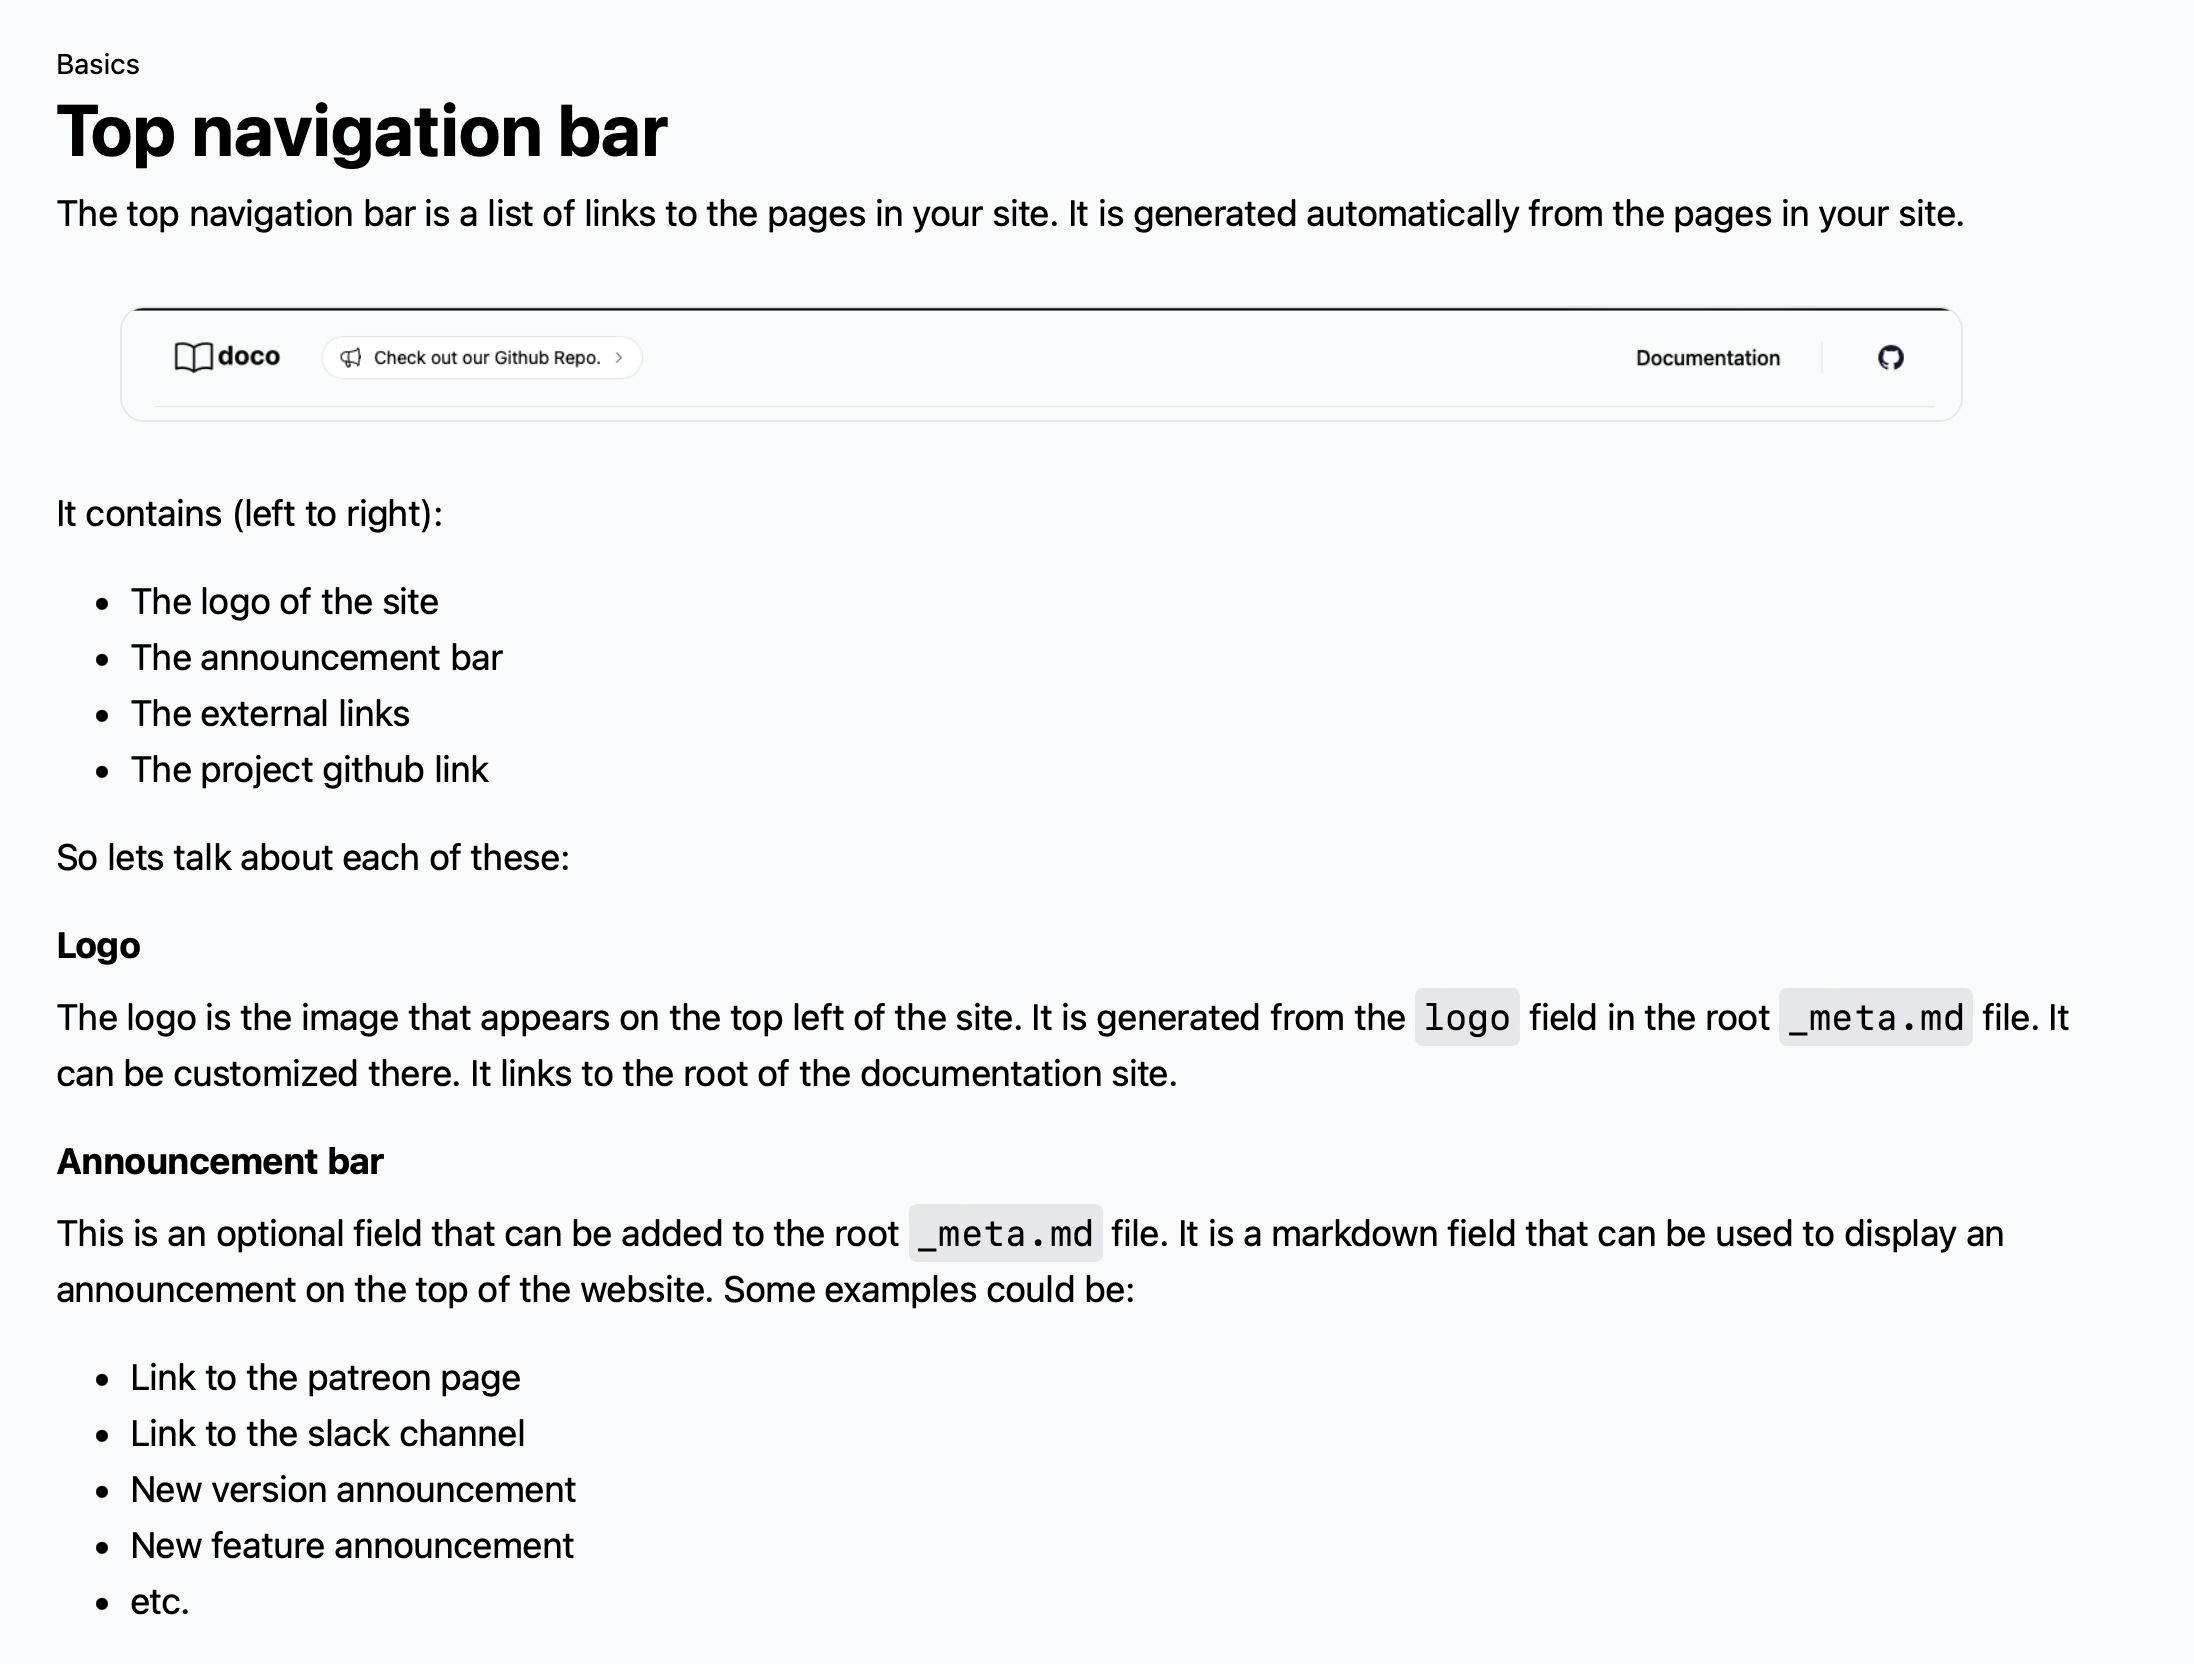 Basics
Top navigation bar
The top navigation bar is a list of links to the pages in your site. It is generated automatically from the pages in your site.
doco
Check out our Github Repo.
Documentation
It contains (left to right):
The logo of the site
The announcement bar
The external links
The project github link
So lets talk about each of these:
Logo
The logo is the image that appears on the top left of the site. It is generated from the logo field in the root _meta.md file. It
can be customized there. It links to the root of the documentation site.
Announcement bar
This is an optional field that can be added to the root _meta.md file. It is a markdown field that can be used to display an
announcement on the top of the website. Some examples could be:
Link to the patreon page
Link to the slack channel
New version announcement
New feature announcement
etc.